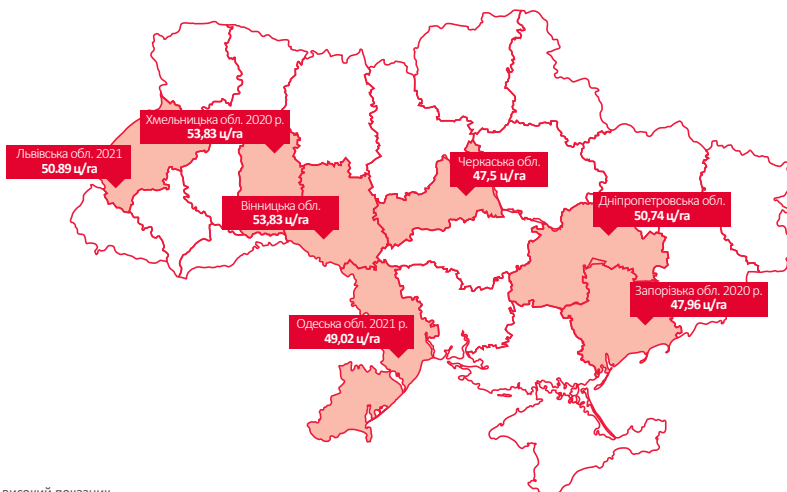 Хмельницька обл. 2020 р.
53,83 ц/га
Львівська обл. 2021
50.89 ц/га
Черкаська обл.
47,5 ц/га
Вінницька обл.
53,83 ц/га
Дніпропетровська обл.
50,74 ц/га
Запорізька обл. 2020 р.
47,96 ц/га
Одеська обл. 2021 р.
49,02 ц/га
високий показник